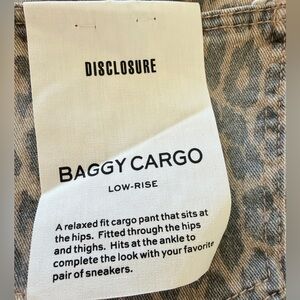 DISCLOSURE
BAGGY CARGO
LOW-RISE
A relaxed fit cargo pant that sits at
the hips. Fitted through the hips
and thighs. Hits at the ankle to
complete the look with your favorite
pair of sneakers.